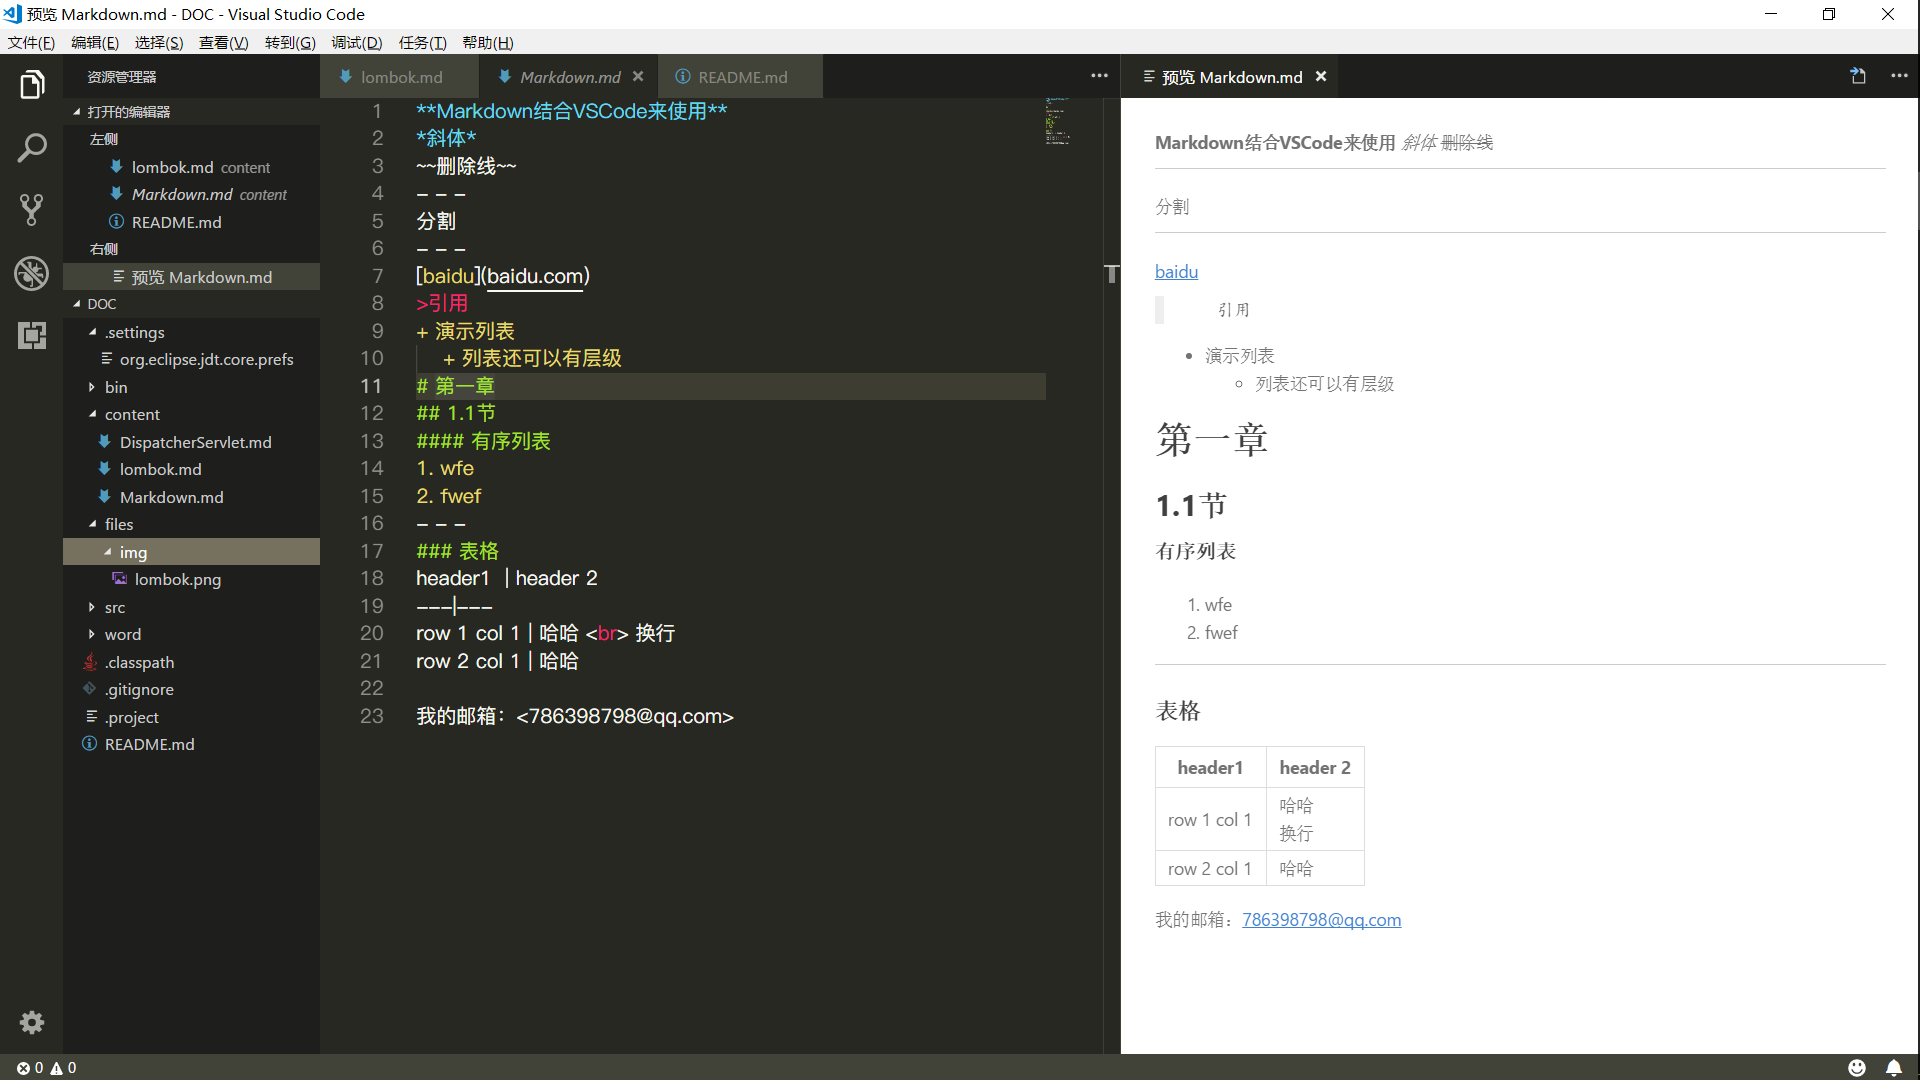 预览 Markdown.md - DOC - Visual Studio Code
文件(F) 编辑(E) 选择(S) 查看(V) 转到(G) 调试(D) 任务(T) 帮助(H)
资源管理器
打开的编辑器
左侧
lombok.md content
Markdown.md content
README.md
右侧
预览 Markdown.md
DOC
.settings
org.eclipse.jdt.core.prefs
bin
content
DispatcherServlet.md
lombok.md
Markdown.md
files
img
lombok.png
src
word
.classpath
.gitignore
.project
README.md
lombok.md Markdown.md README.md
1 **Markdown结合VSCode来使用**
2 *斜体*
3 ~~删除线~~
4 - - -
5 分割
6 - - -
7 [baidu](baidu.com)
8 >引用
9 + 演示列表
10 + 列表还可以有层级
11 # 第一章
12 ## 1.1节
13 #### 有序列表
14 1. wfe
15 2. fwef
16 - - -
17 ### 表格
18 header1 | header 2
19 ---|---
20 row 1 col 1 | 哈哈 <br> 换行
21 row 2 col 1 | 哈哈
22
23 我的邮箱：<786398798@qq.com>
预览 Markdown.md
Markdown结合VSCode来使用 斜体 删除线
分割
baidu
引用
• 演示列表
◦ 列表还可以有层级
第一章
1.1节
有序列表
1. wfe
2. fwef
表格
header1 header 2
row 1 col 1 哈哈
换行
row 2 col 1 哈哈
我的邮箱：786398798@qq.com
0 0